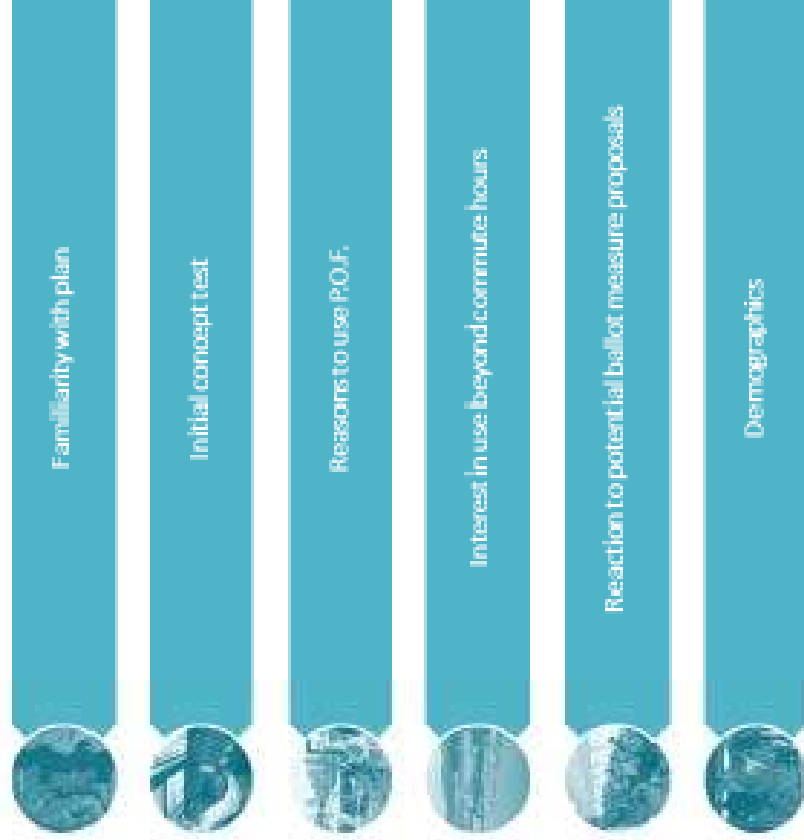 Familiarity with plan
Initial concept test
Reasons to use P.O.F.
Interest in use beyond commute hours
Reaction to potential ballot measure proposals
Demographics